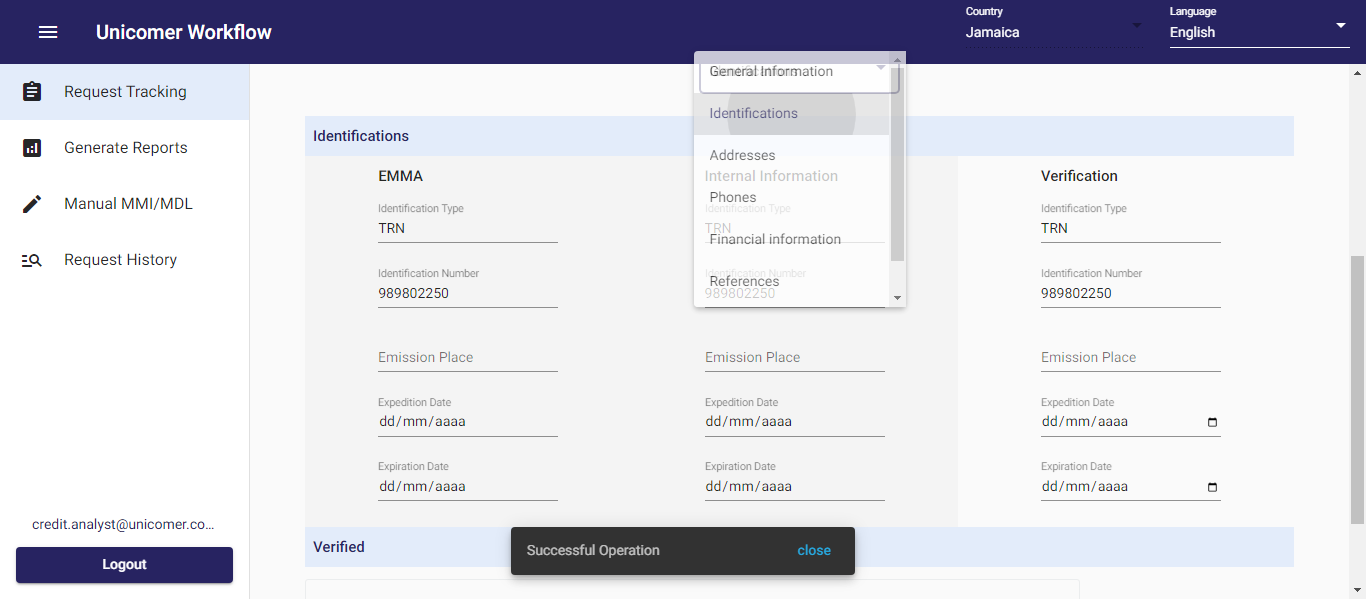 Unicomer Workflow
Country
Jamaica
Language
English
Request Tracking
Generate Reports
Manual MMI/MDL
Request History
credit.analyst@unicomer.co...
Logout
General Information
Identifications
Addresses
Phones
Financial information
References
Identifications
EMMA
Identification Type
TRN
Identification Number
989802250
Emission Place
Expedition Date
dd/mm/aaaa
Expiration Date
dd/mm/aaaa
Internal Information
Identification Type
TRN
Identification Number
989802250
Emission Place
Expedition Date
dd/mm/aaaa
Expiration Date
dd/mm/aaaa
Verification
Identification Type
TRN
Identification Number
989802250
Emission Place
Expedition Date
dd/mm/aaaa
Expiration Date
dd/mm/aaaa
Verified
Successful Operation
close